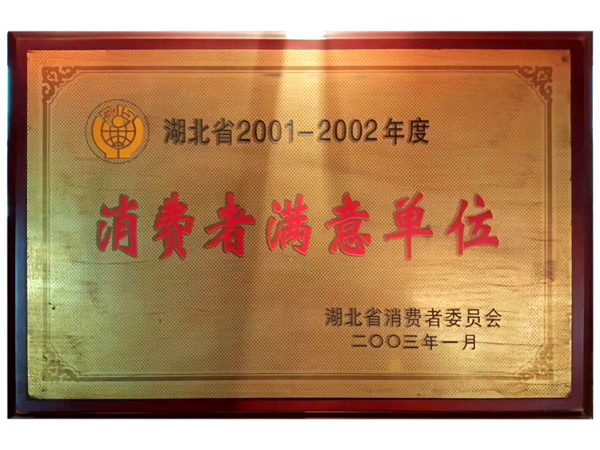 湖北省2001-2002年度
消费者满意单位
湖北省消费者委员会
二〇〇三年一月